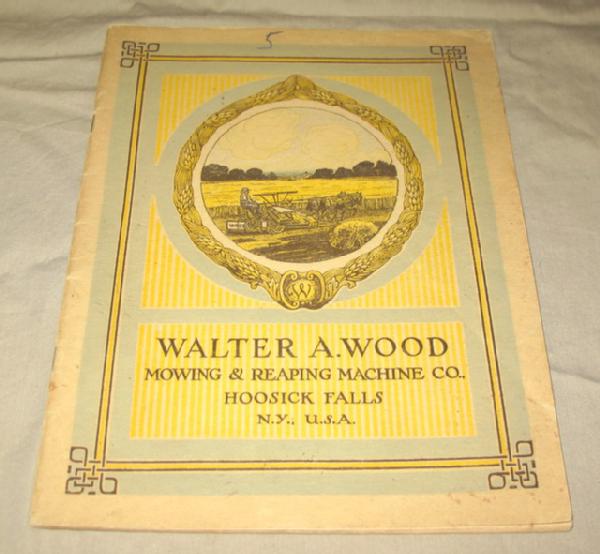 5
W
WALTER A.WOOD
MOWING & REAPING MACHINE CO.,
HOOSICK FALLS
N.Y., U.S.A.